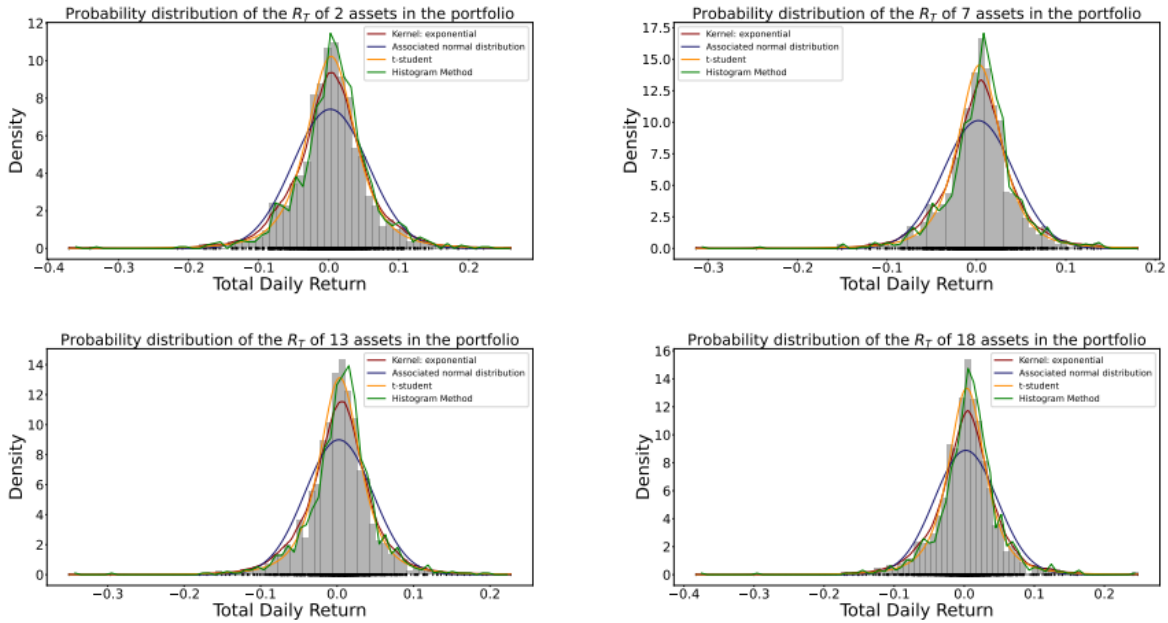 Probability distribution of the R_T of 2 assets in the portfolio
12
10
8
6
4
2
0
Density
Kernel: exponential
Associated normal distribution
t-student
Histogram Method
−0.4 −0.3 −0.2 −0.1 0.0 0.1 0.2
Total Daily Return
Probability distribution of the R_T of 7 assets in the portfolio
17.5
15.0
12.5
10.0
7.5
5.0
2.5
0.0
Density
Kernel: exponential
Associated normal distribution
t-student
Histogram Method
−0.3 −0.2 −0.1 0.0 0.1 0.2
Total Daily Return
Probability distribution of the R_T of 13 assets in the portfolio
14
12
10
8
6
4
2
0
Density
Kernel: exponential
Associated normal distribution
t-student
Histogram Method
−0.3 −0.2 −0.1 0.0 0.1 0.2
Total Daily Return
Probability distribution of the R_T of 18 assets in the portfolio
16
14
12
10
8
6
4
2
0
Density
Kernel: exponential
Associated normal distribution
t-student
Histogram Method
−0.4 −0.3 −0.2 −0.1 0.0 0.1 0.2
Total Daily Return